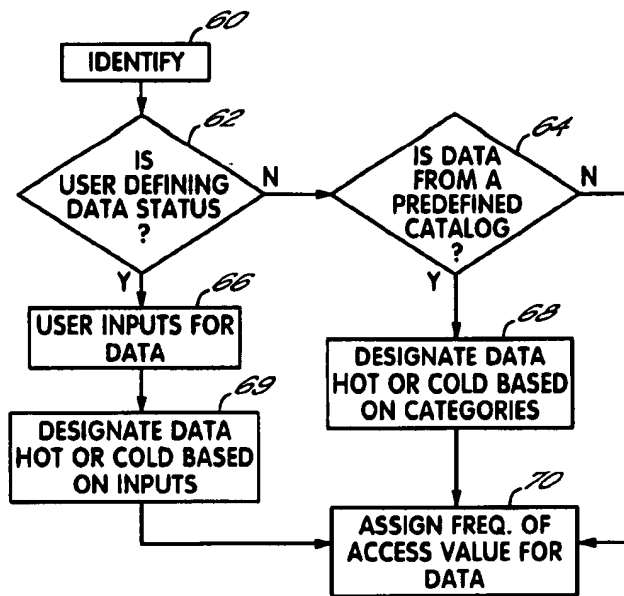 60
IDENTIFY
62
IS
USER DEFINING
DATA STATUS
?
N
Y
64
IS DATA
FROM A
PREDEFINED
CATALOG
?
N
Y
66
USER INPUTS FOR
DATA
68
DESIGNATE DATA
HOT OR COLD BASED
ON CATEGORIES
69
DESIGNATE DATA
HOT OR COLD BASED
ON INPUTS
70
ASSIGN FREQ. OF
ACCESS VALUE FOR
DATA